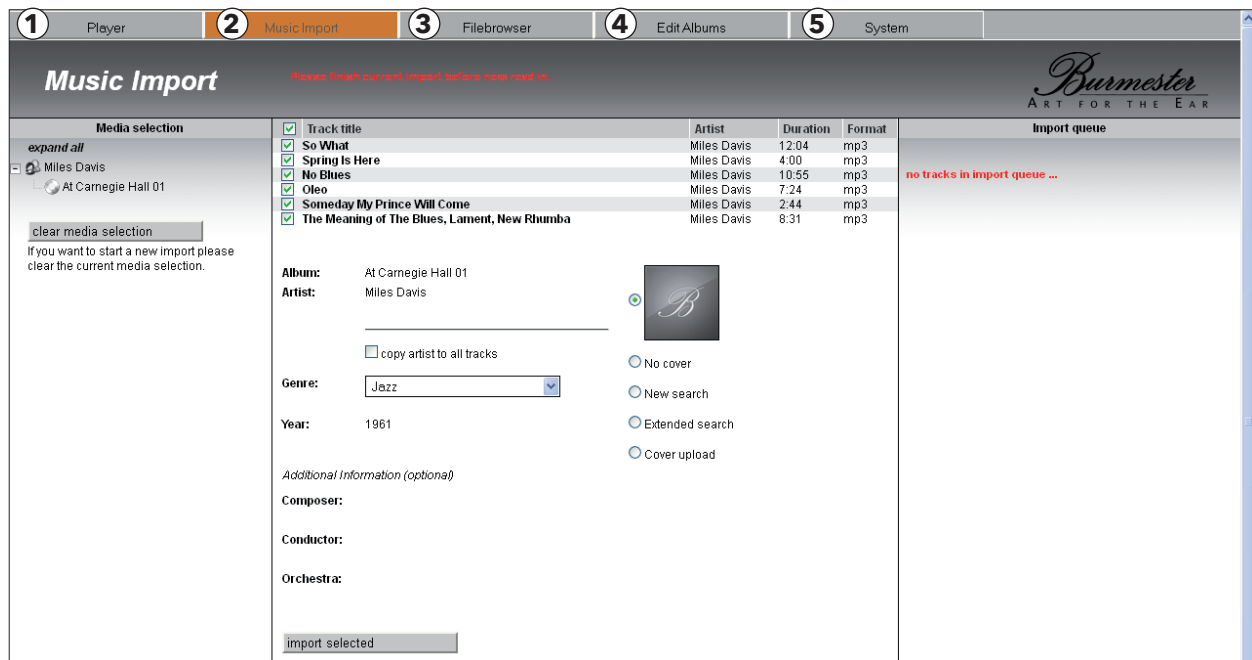 1 Player 2 Music Import 3 Filebrowser 4 Edit Albums 5 System
Music Import
Please finish current import before new read in.
Burmester
ART FOR THE EAR
Media selection
expand all
Miles Davis
At Carnegie Hall 01
clear media selection
If you want to start a new import please
clear the current media selection.
Track title Artist Duration Format
So What Miles Davis 12:04 mp3
Spring Is Here Miles Davis 4:00 mp3
No Blues Miles Davis 10:55 mp3
Oleo Miles Davis 7:24 mp3
Someday My Prince Will Come Miles Davis 2:44 mp3
The Meaning of The Blues, Lament, New Rhumba Miles Davis 8:31 mp3
Album: At Carnegie Hall 01
Artist: Miles Davis
copy artist to all tracks
Genre: Jazz
Year: 1961
B
No cover
New search
Extended search
Cover upload
Additional Information (optional)
Composer:
Conductor:
Orchestra:
import selected
Import queue
no tracks in import queue ...